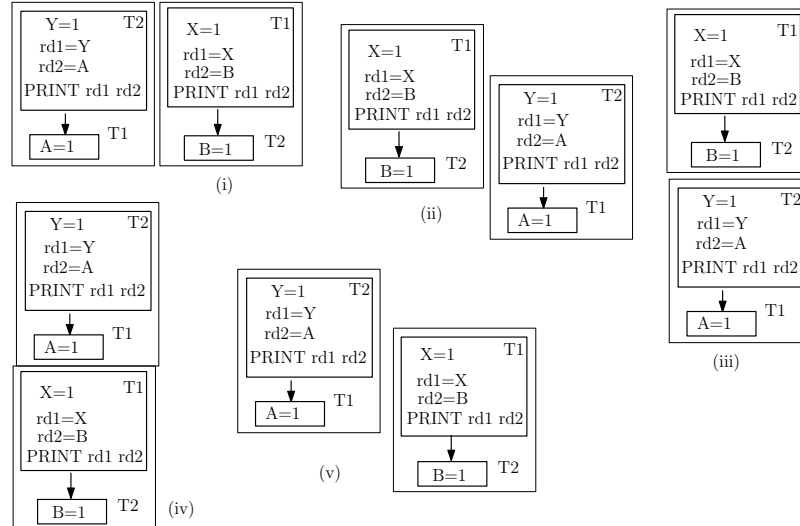 Y=1 T2
rd1=Y
rd2=A
PRINT rd1 rd2
A=1 T1
X=1 T1
rd1=X
rd2=B
PRINT rd1 rd2
B=1 T2
(i)
X=1 T1
rd1=X
rd2=B
PRINT rd1 rd2
B=1 T2
Y=1 T2
rd1=Y
rd2=A
PRINT rd1 rd2
A=1 T1
(ii)
X=1 T1
rd1=X
rd2=B
PRINT rd1 rd2
B=1 T2
Y=1 T2
rd1=Y
rd2=A
PRINT rd1 rd2
A=1 T1
(iii)
Y=1 T2
rd1=Y
rd2=A
PRINT rd1 rd2
A=1 T1
X=1 T1
rd1=X
rd2=B
PRINT rd1 rd2
B=1 T2
(iv)
Y=1 T2
rd1=Y
rd2=A
PRINT rd1 rd2
A=1 T1
X=1 T1
rd1=X
rd2=B
PRINT rd1 rd2
B=1 T2
(v)